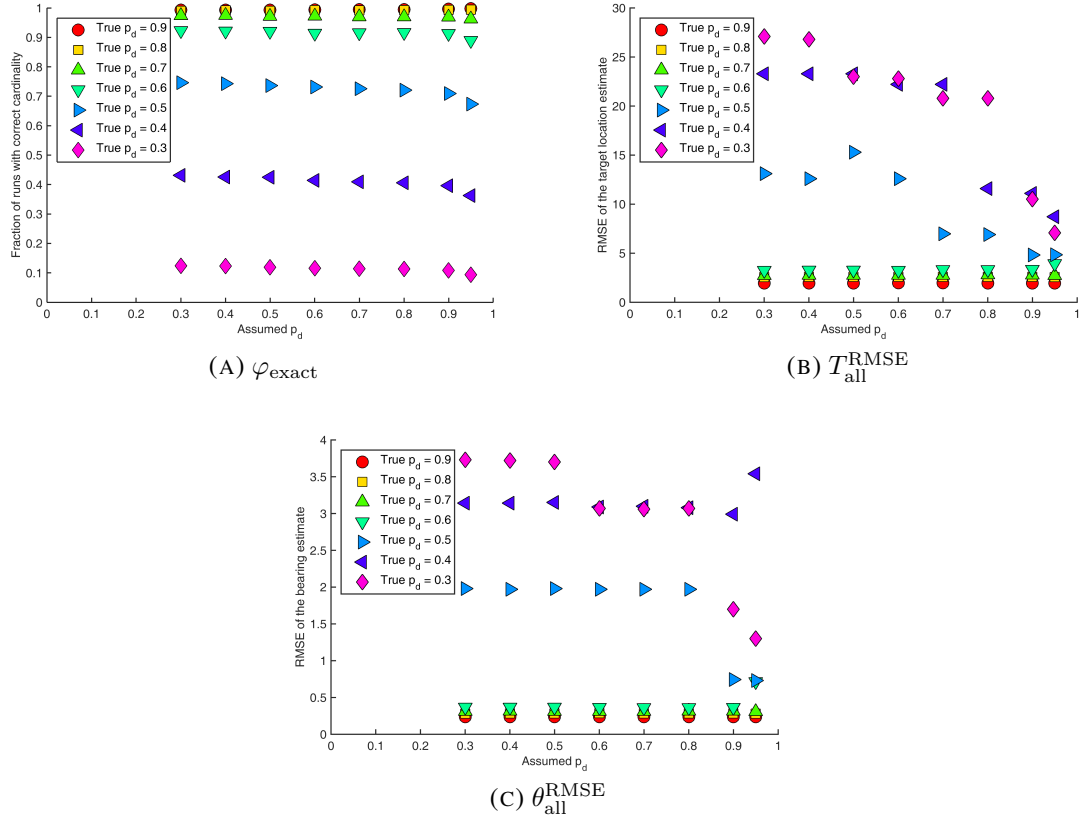 Fraction of runs with correct cardinality
1
0.9
0.8
0.7
0.6
0.5
0.4
0.3
0.2
0.1
0
True p_d = 0.9
True p_d = 0.8
True p_d = 0.7
True p_d = 0.6
True p_d = 0.5
True p_d = 0.4
True p_d = 0.3
0 0.1 0.2 0.3 0.4 0.5 0.6 0.7 0.8 0.9 1
Assumed p_d
(A) φ_exact
RMSE of the target location estimate
30
25
20
15
10
5
0
True p_d = 0.9
True p_d = 0.8
True p_d = 0.7
True p_d = 0.6
True p_d = 0.5
True p_d = 0.4
True p_d = 0.3
0 0.1 0.2 0.3 0.4 0.5 0.6 0.7 0.8 0.9 1
Assumed p_d
(B) T_all^RMSE
RMSE of the bearing estimate
4
3.5
3
2.5
2
1.5
1
0.5
0
True p_d = 0.9
True p_d = 0.8
True p_d = 0.7
True p_d = 0.6
True p_d = 0.5
True p_d = 0.4
True p_d = 0.3
0 0.1 0.2 0.3 0.4 0.5 0.6 0.7 0.8 0.9 1
Assumed p_d
(C) θ_all^RMSE